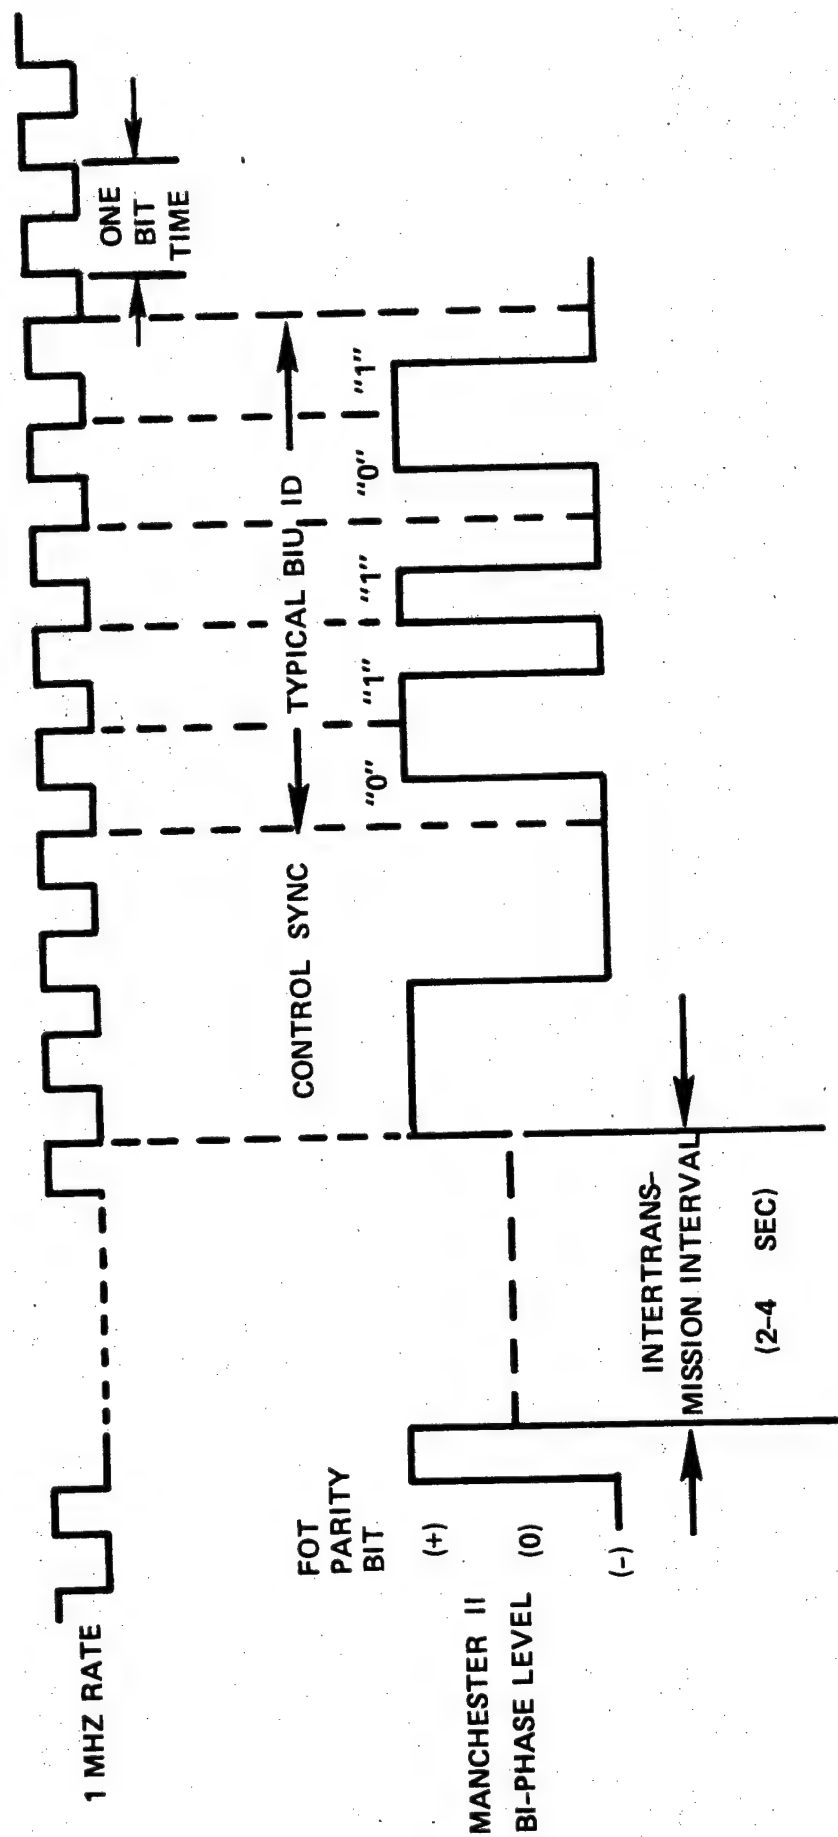 1 MHZ RATE
ONE
BIT
TIME
FOT
PARITY
BIT
CONTROL SYNC
TYPICAL BIU ID
MANCHESTER II
BI-PHASE LEVEL
(+)
(0)
(-)
"0"
"1"
"1"
"0"
"1"
INTERTRANS-
MISSION INTERVAL
(2-4 SEC)